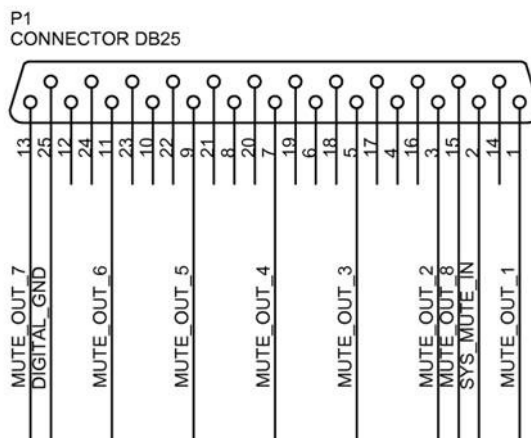 P1
CONNECTOR DB25
13
25
12
24
11
23
10
22
9
21
8
20
7
19
6
18
5
17
4
16
3
15
2
14
1
MUTE_OUT_7
DIGITAL_GND
MUTE_OUT_6
MUTE_OUT_5
MUTE_OUT_4
MUTE_OUT_3
MUTE_OUT_2
MUTE_OUT_8
SYS_MUTE_IN
MUTE_OUT_1